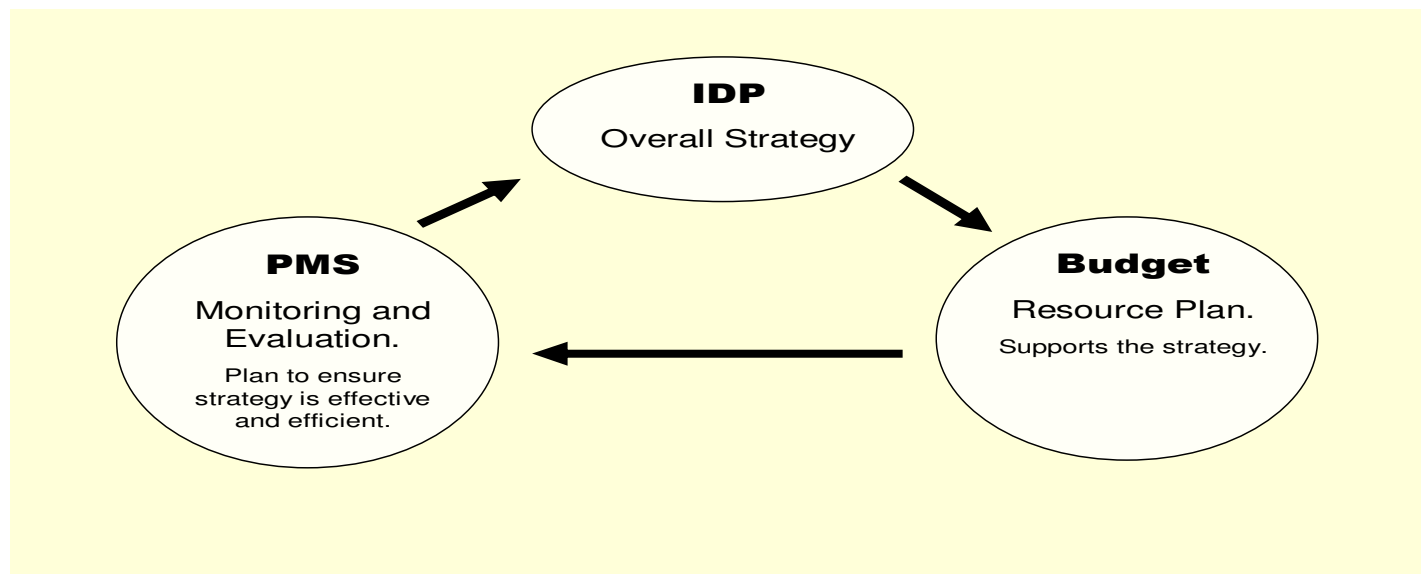 IDP
Overall Strategy
PMS
Monitoring and
Evaluation.
Plan to ensure
strategy is effective
and efficient.
Budget
Resource Plan.
Supports the strategy.